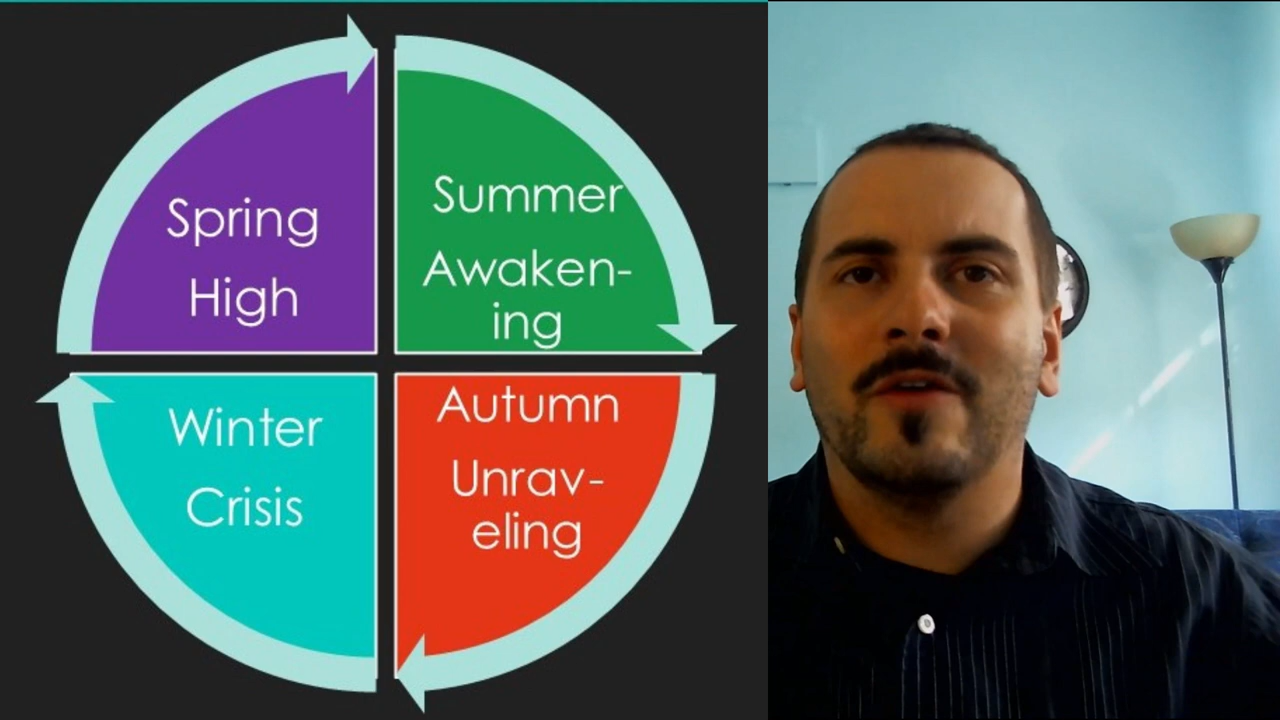 Spring
High
Summer
Awaken-
ing
Autumn
Unrav-
eling
Winter
Crisis